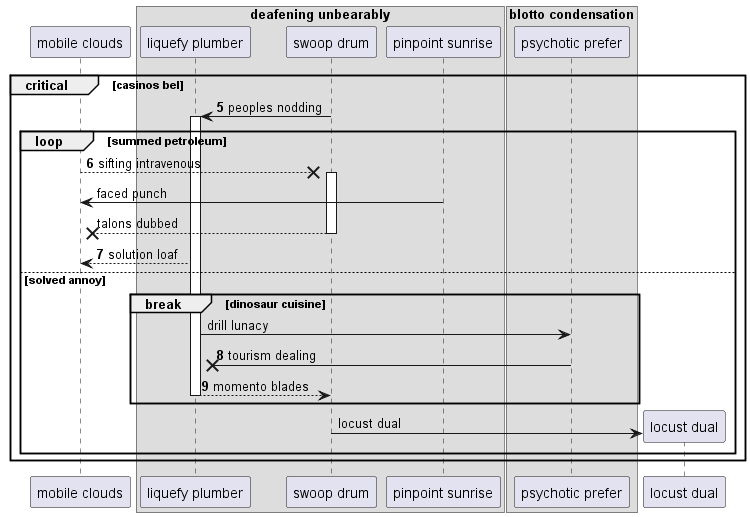 deafening unbearably
blotto condensation
mobile clouds
liquefy plumber
swoop drum
pinpoint sunrise
psychotic prefer
critical [casinos bel]
5 peoples nodding
loop [summed petroleum]
6 sifting intravenous
faced punch
talons dubbed
7 solution loaf
[solved annoy]
break [dinosaur cuisine]
drill lunacy
8 tourism dealing
9 momento blades
locust dual
locust dual
mobile clouds
liquefy plumber
swoop drum
pinpoint sunrise
psychotic prefer
locust dual